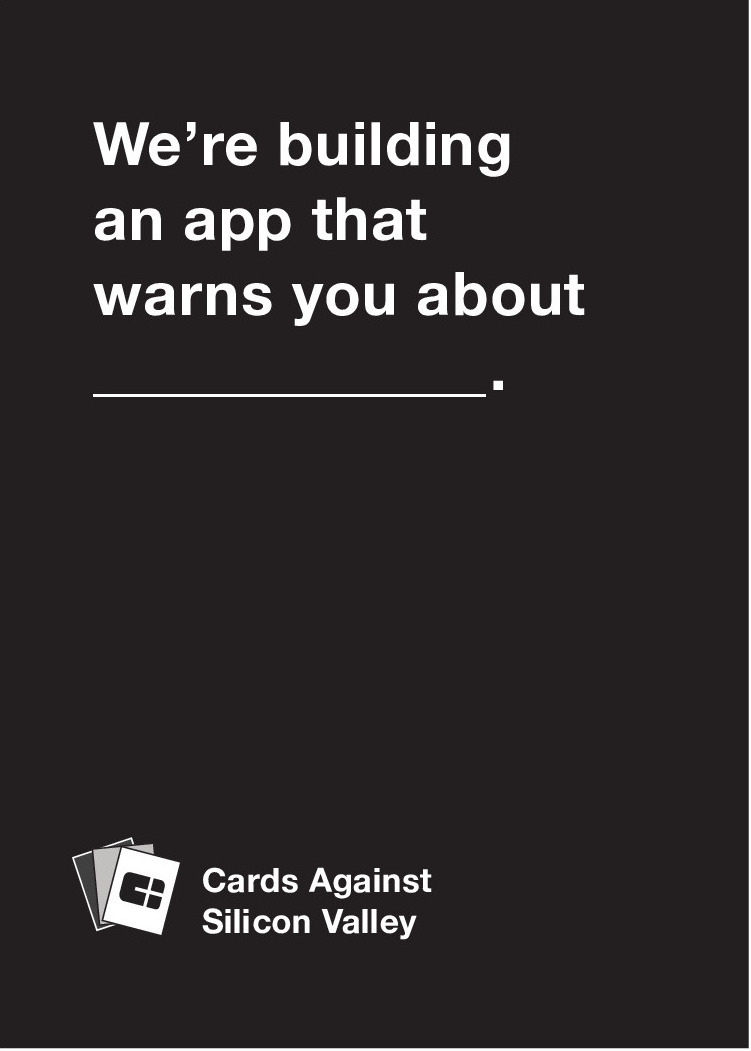 We’re building
an app that
warns you about
______________.
Cards Against
Silicon Valley